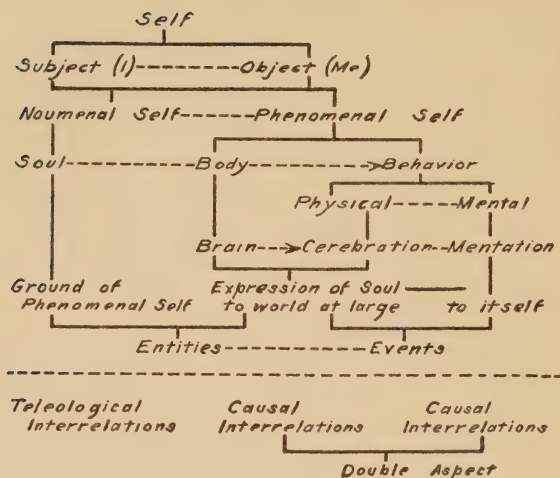 Self
Subject (I) Object (Me)
Noumenal Self Phenomenal Self
Soul Body Behavior
Physical Mental
Brain Cerebration Mentation
Ground of Phenomenal Self
Expression of Soul to world at large to itself
Entities Events
Teleological Interrelations
Causal Interrelations
Causal Interrelations
Double Aspect